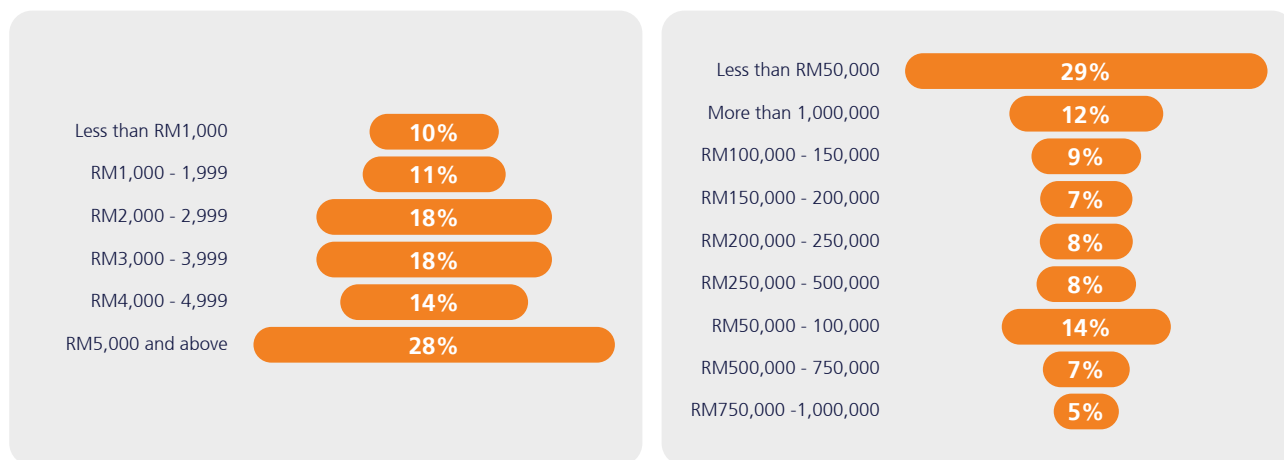 Less than RM1,000 10%
RM1,000 - 1,999 11%
RM2,000 - 2,999 18%
RM3,000 - 3,999 18%
RM4,000 - 4,999 14%
RM5,000 and above 28%
Less than RM50,000 29%
More than 1,000,000 12%
RM100,000 - 150,000 9%
RM150,000 - 200,000 7%
RM200,000 - 250,000 8%
RM250,000 - 500,000 8%
RM50,000 - 100,000 14%
RM500,000 - 750,000 7%
RM750,000 -1,000,000 5%